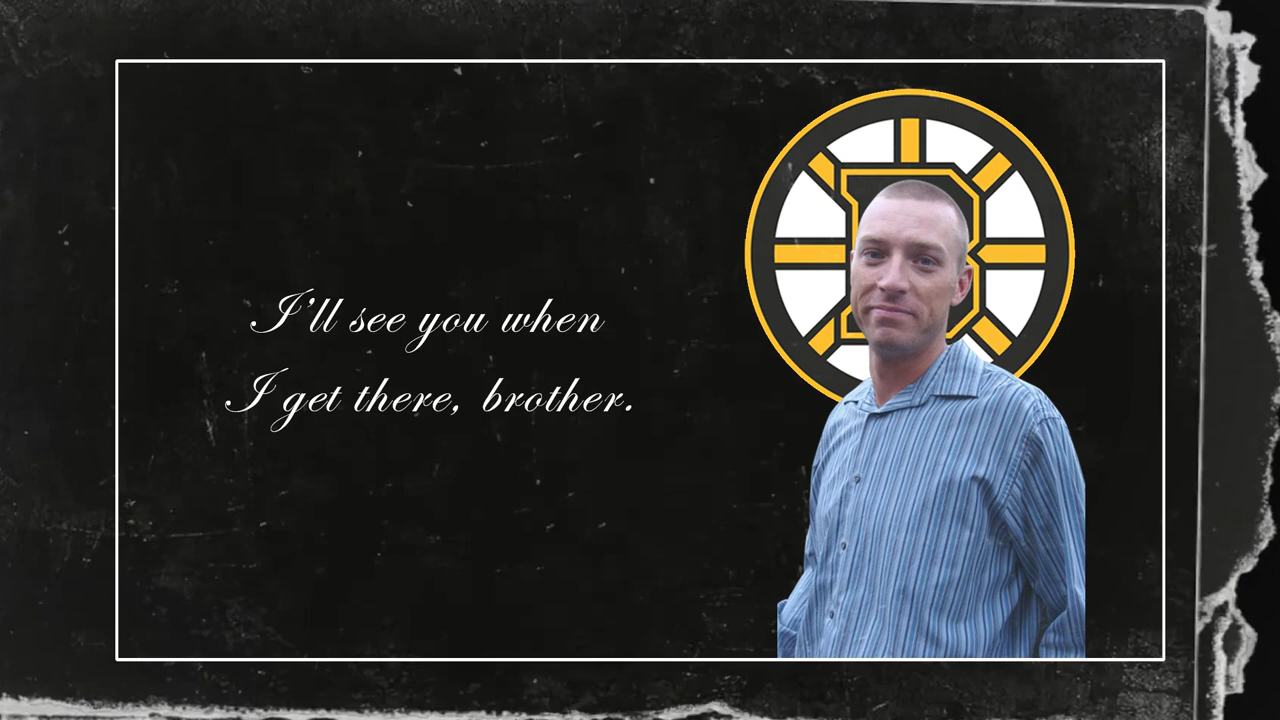 I’ll see you when
I get there, brother.
B